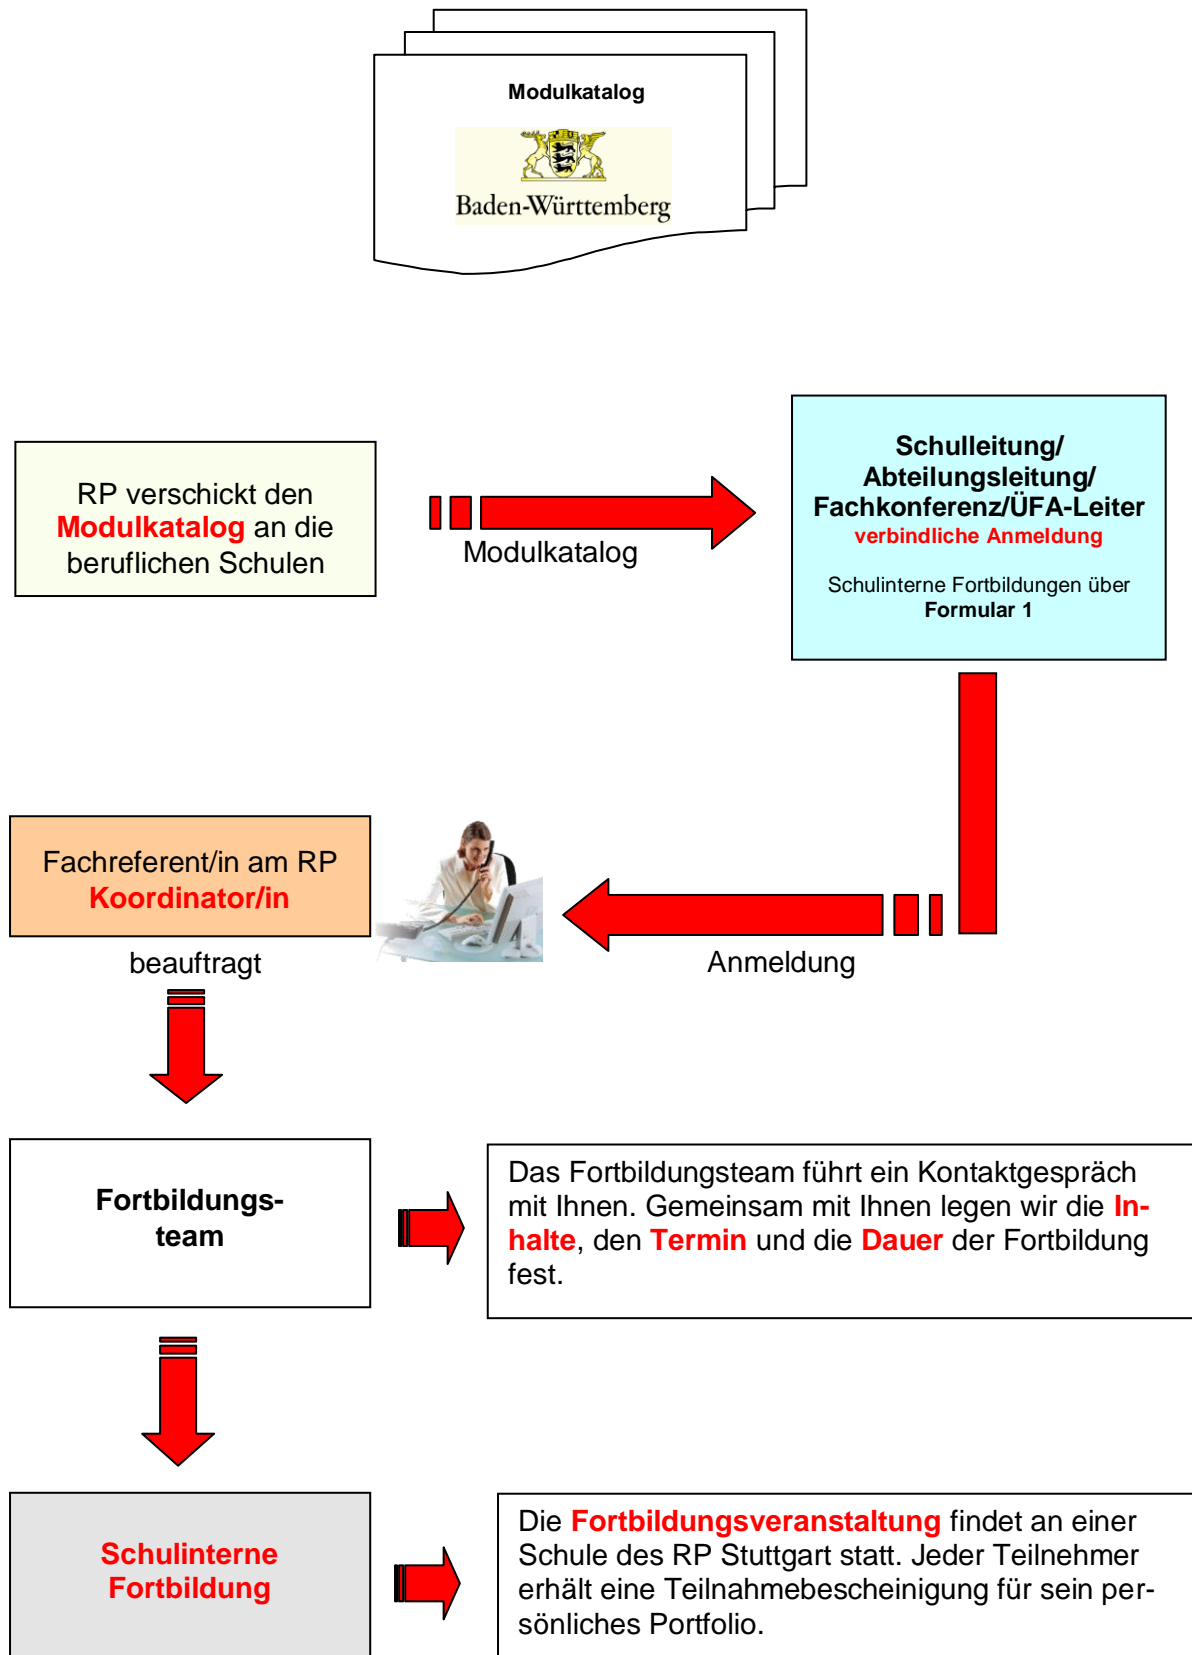 Modulkatalog
Baden-Württemberg
RP verschickt den
Modulkatalog an die
beruflichen Schulen
Modulkatalog
Schulleitung/
Abteilungsleitung/
Fachkonferenz/ÜFA-Leiter
verbindliche Anmeldung
Schulinterne Fortbildungen über
Formular 1
Fachreferent/in am RP
Koordinator/in
beauftragt
Anmeldung
Fortbildungs-
team
Das Fortbildungsteam führt ein Kontaktgespräch
mit Ihnen. Gemeinsam mit Ihnen legen wir die In-
halte, den Termin und die Dauer der Fortbildung
fest.
Schulinterne
Fortbildung
Die Fortbildungsveranstaltung findet an einer
Schule des RP Stuttgart statt. Jeder Teilnehmer
erhält eine Teilnahmebescheinigung für sein per-
sönliches Portfolio.